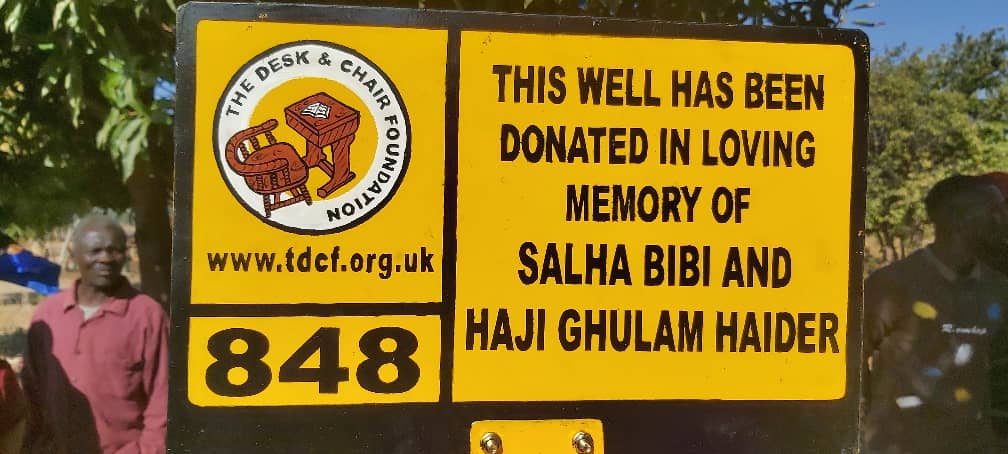 THE DESK & CHAIR FOUNDATION
www.tdcf.org.uk
848
THIS WELL HAS BEEN
DONATED IN LOVING
MEMORY OF
SALHA BIBI AND
HAJI GHULAM HAIDER